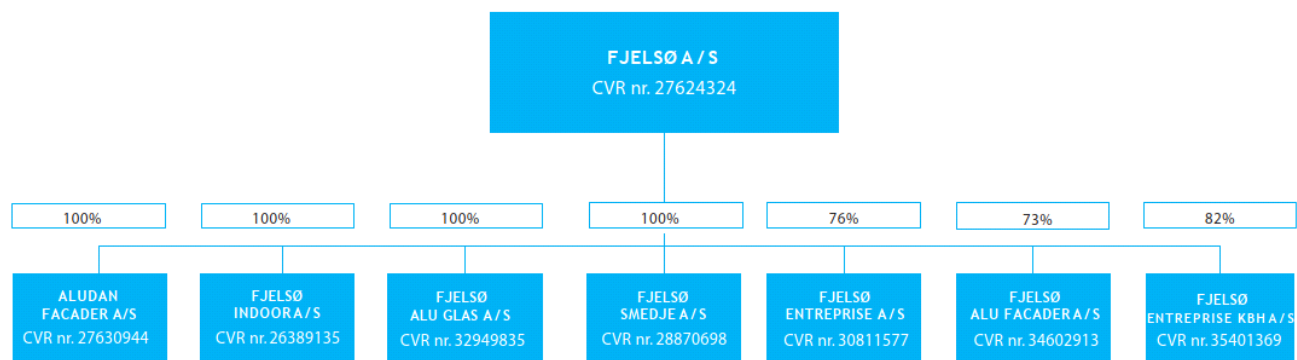 FJELSØ A / S
CVR nr. 27624324
100%
100%
100%
100%
76%
73%
82%
ALUDAN
FACADER A/S
CVR nr. 27630944
FJELSØ
INDOOR A / S
CVR nr. 26389135
FJELSØ
ALU GLAS A / S
CVR nr. 32949835
FJELSØ
SMEDJE A / S
CVR nr. 28870698
FJELSØ
ENTREPRISE A / S
CVR nr. 30811577
FJELSØ
ALU FACADER A / S
CVR nr. 34602913
FJELSØ
ENTREPRISE KBH A / S
CVR nr. 35401369